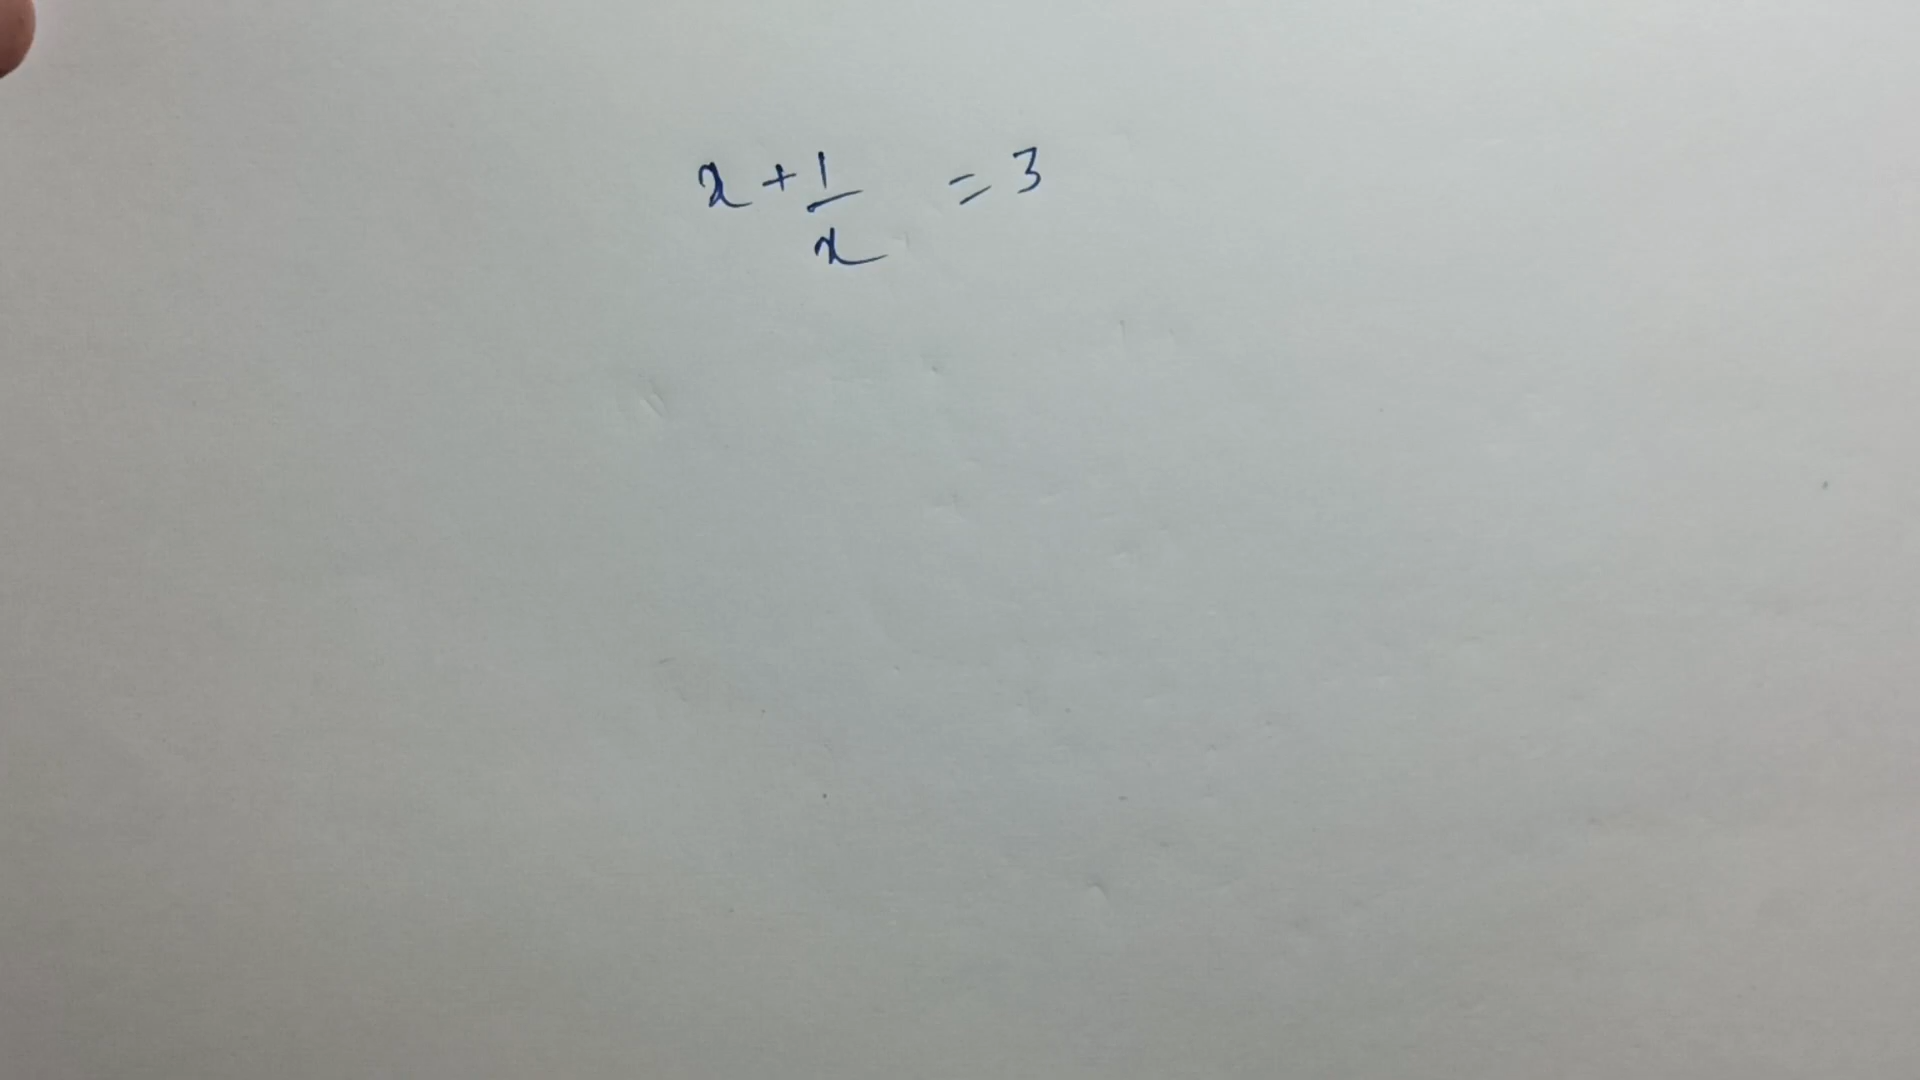 x + 1/x = 3